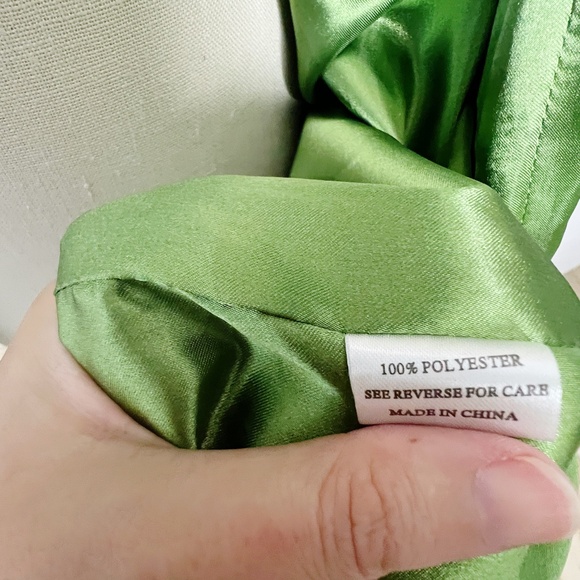 100% POLYESTER
SEE REVERSE FOR CARE
MADE IN CHINA